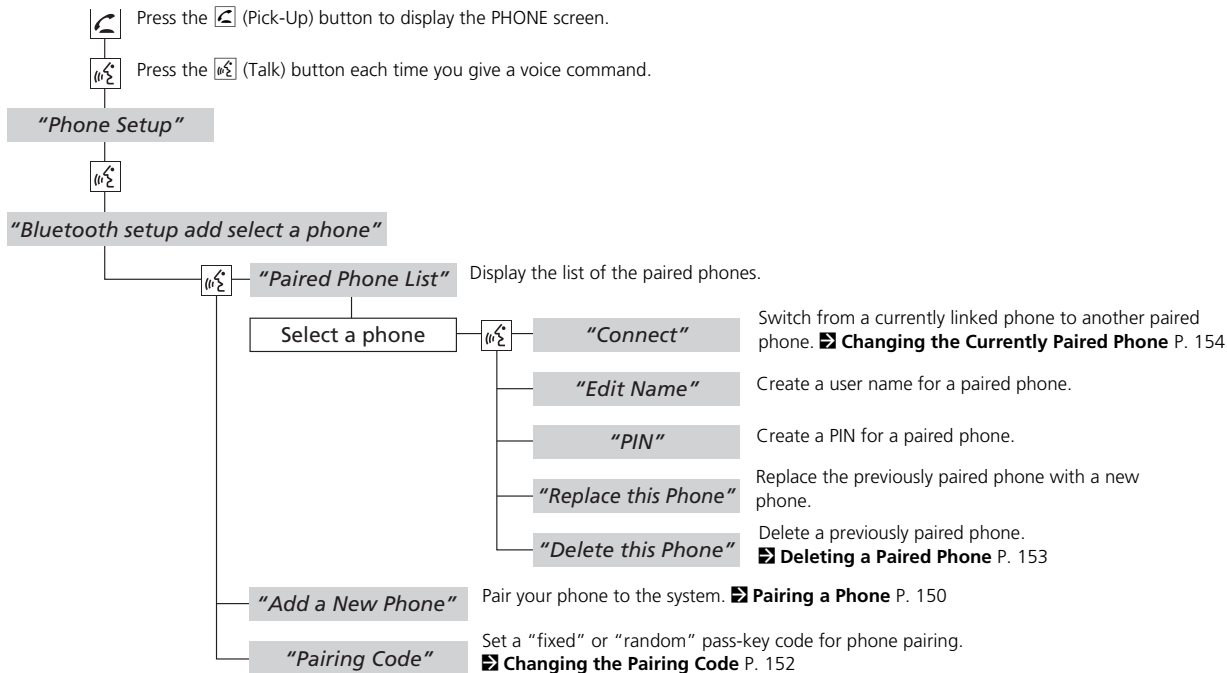 Press the (Pick-Up) button to display the PHONE screen.
Press the (Talk) button each time you give a voice command.
“Phone Setup”
“Bluetooth setup add select a phone”
“Paired Phone List” Display the list of the paired phones.
Select a phone
“Connect” Switch from a currently linked phone to another paired
phone. Changing the Currently Paired Phone P. 154
“Edit Name” Create a user name for a paired phone.
“PIN” Create a PIN for a paired phone.
“Replace this Phone” Replace the previously paired phone with a new
phone.
“Delete this Phone” Delete a previously paired phone.
Deleting a Paired Phone P. 153
“Add a New Phone” Pair your phone to the system. Pairing a Phone P. 150
“Pairing Code” Set a “fixed” or “random” pass-key code for phone pairing.
Changing the Pairing Code P. 152